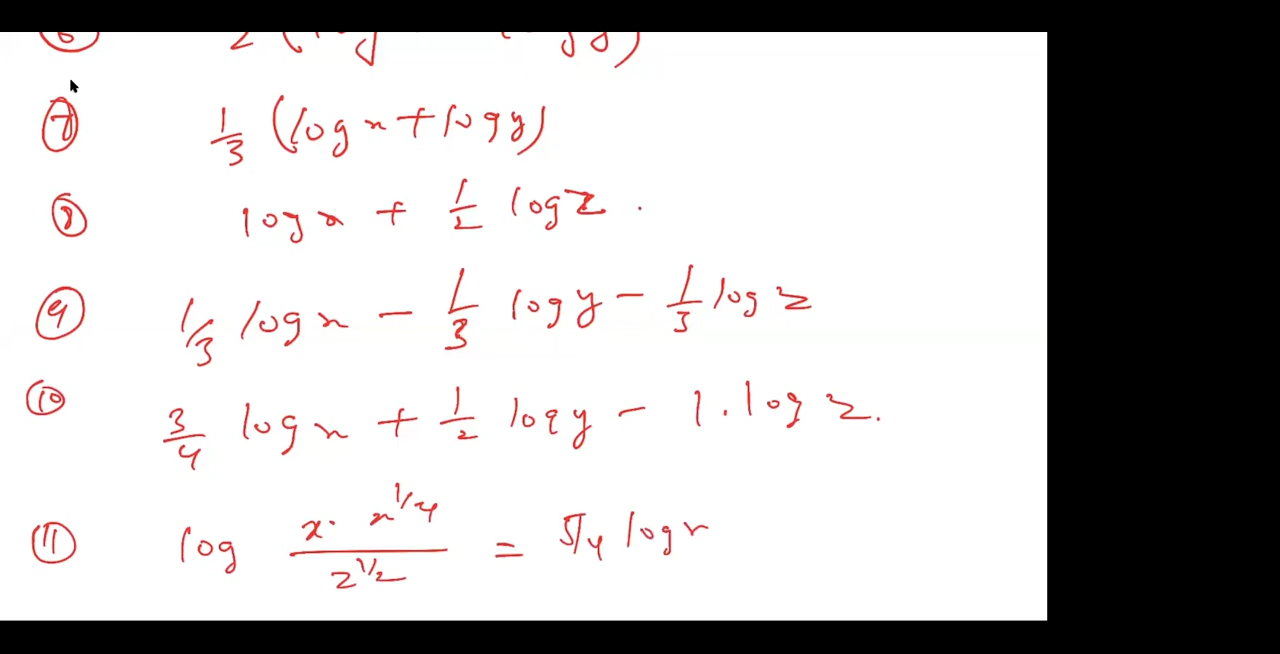 ⑦ 1/3 (log x + log y)
⑧ log x + 1/2 log z .
⑨ 1/3 log x - 1/3 log y - 1/3 log z
⑩ 3/4 log x + 1/2 log y - 1 . log z .
⑪ log (x . x^1/4)/(z^1/2) = 5/4 log x